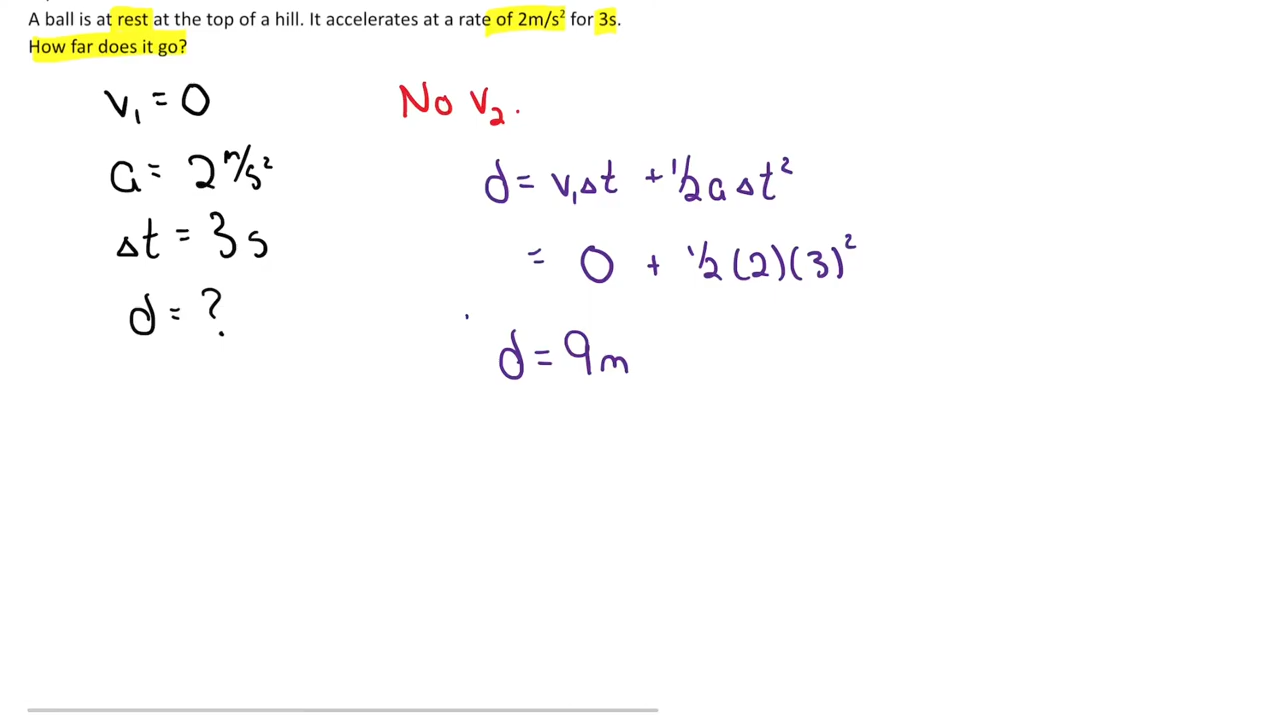 A ball is at rest at the top of a hill. It accelerates at a rate of 2m/s² for 3s.
How far does it go?
v₁ = 0
a = 2 m/s²
Δt = 3s
d = ?
No v₂.
d = v₁Δt + ½aΔt²
= 0 + ½(2)(3)²
d = 9m